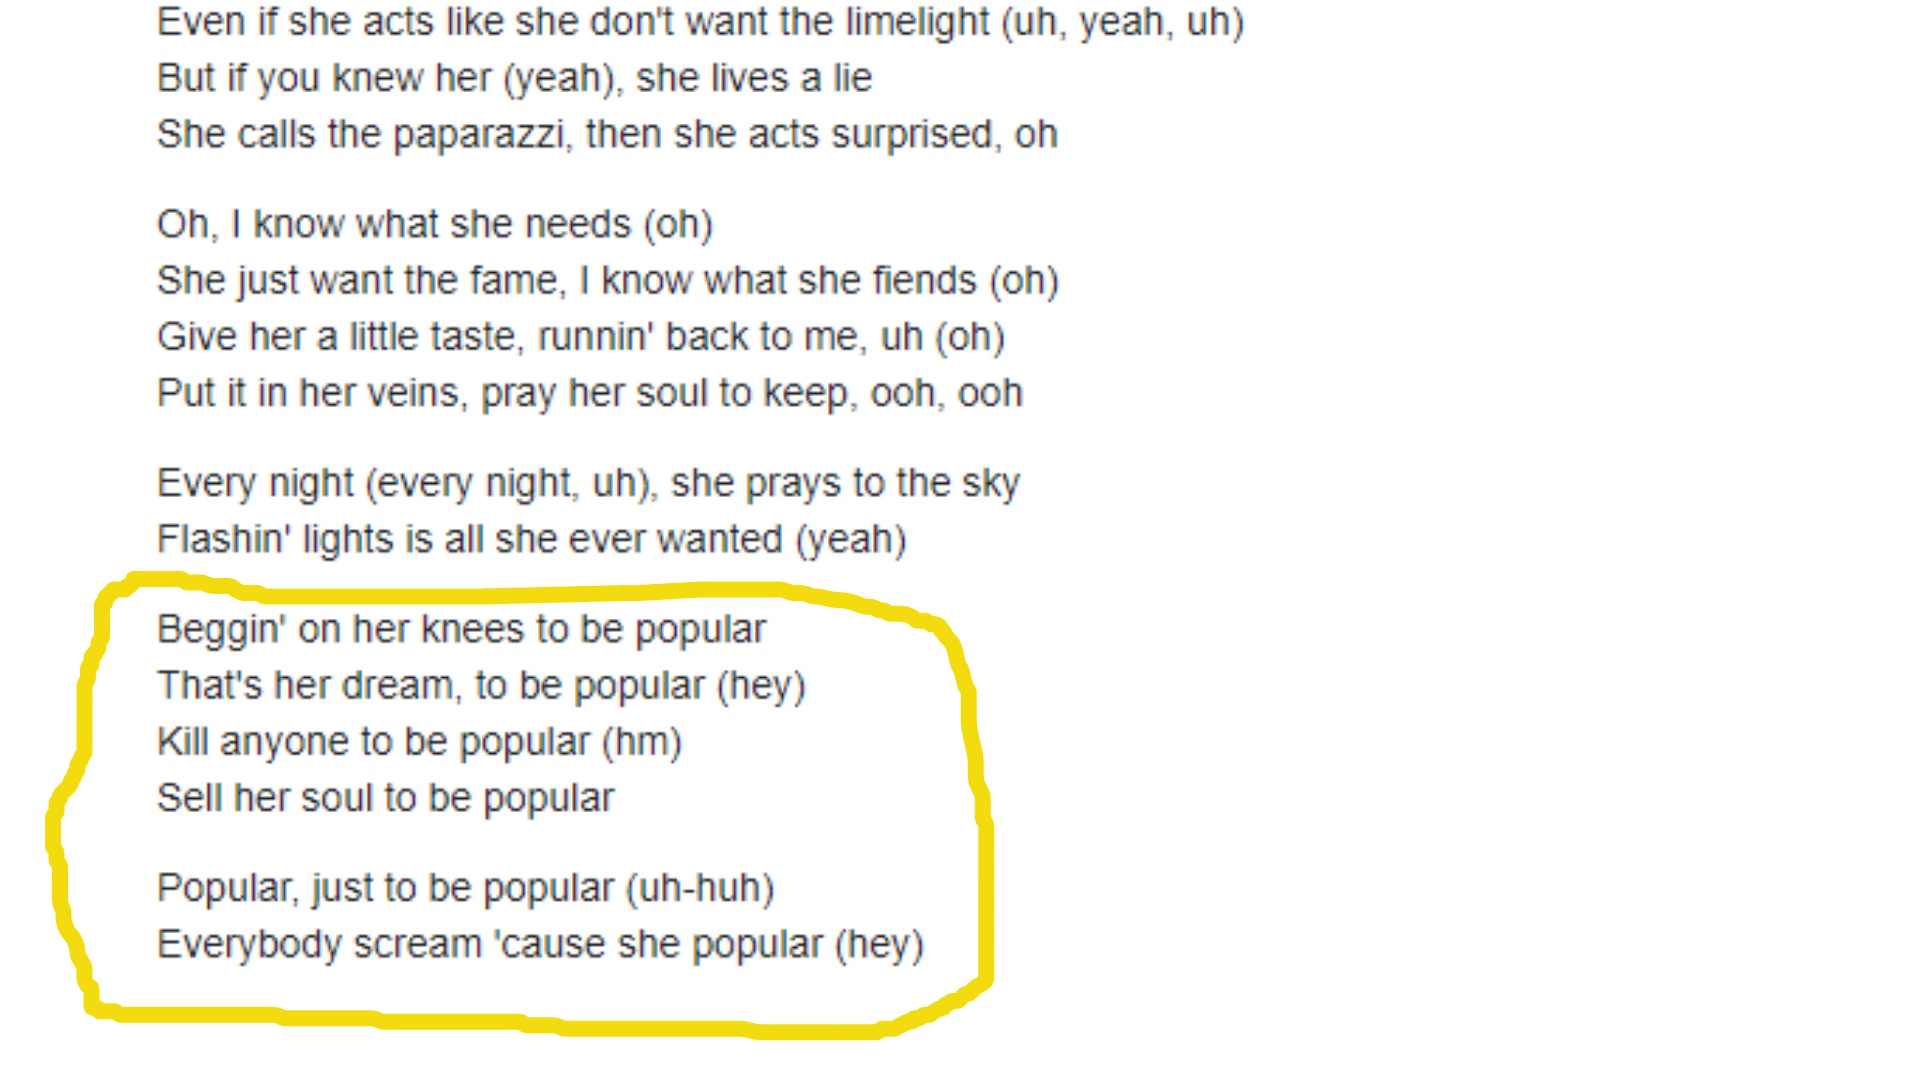 Even if she acts like she don't want the limelight (uh, yeah, uh)
But if you knew her (yeah), she lives a lie
She calls the paparazzi, then she acts surprised, oh
Oh, I know what she needs (oh)
She just want the fame, I know what she fiends (oh)
Give her a little taste, runnin' back to me, uh (oh)
Put it in her veins, pray her soul to keep, ooh, ooh
Every night (every night, uh), she prays to the sky
Flashin' lights is all she ever wanted (yeah)
Beggin' on her knees to be popular
That's her dream, to be popular (hey)
Kill anyone to be popular (hm)
Sell her soul to be popular
Popular, just to be popular (uh-huh)
Everybody scream 'cause she popular (hey)